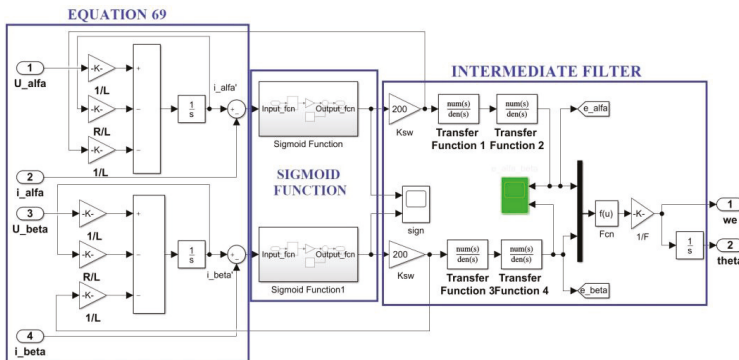 EQUATION 69
1
U_alfa
-K-
1/L
-K-
R/L
-K-
1/L
+
−
−
1
s
i_alfa'
2
i_alfa
3
U_beta
-K-
1/L
-K-
R/L
-K-
1/L
+
−
−
1
s
i_beta'
4
i_beta
Input_fcn Output_fcn
Sigmoid Function
SIGMOID
FUNCTION
Input_fcn Output_fcn
Sigmoid Function1
INTERMEDIATE FILTER
200
Ksw
num(s)
den(s)
Transfer
Function 1
num(s)
den(s)
Transfer
Function 2
e_alfa
sign
200
Ksw
num(s)
den(s)
Transfer
Function 3
num(s)
den(s)
Transfer
Function 4
e_beta
f(u)
Fcn
-K-
1/F
1
s
1
we
2
theta